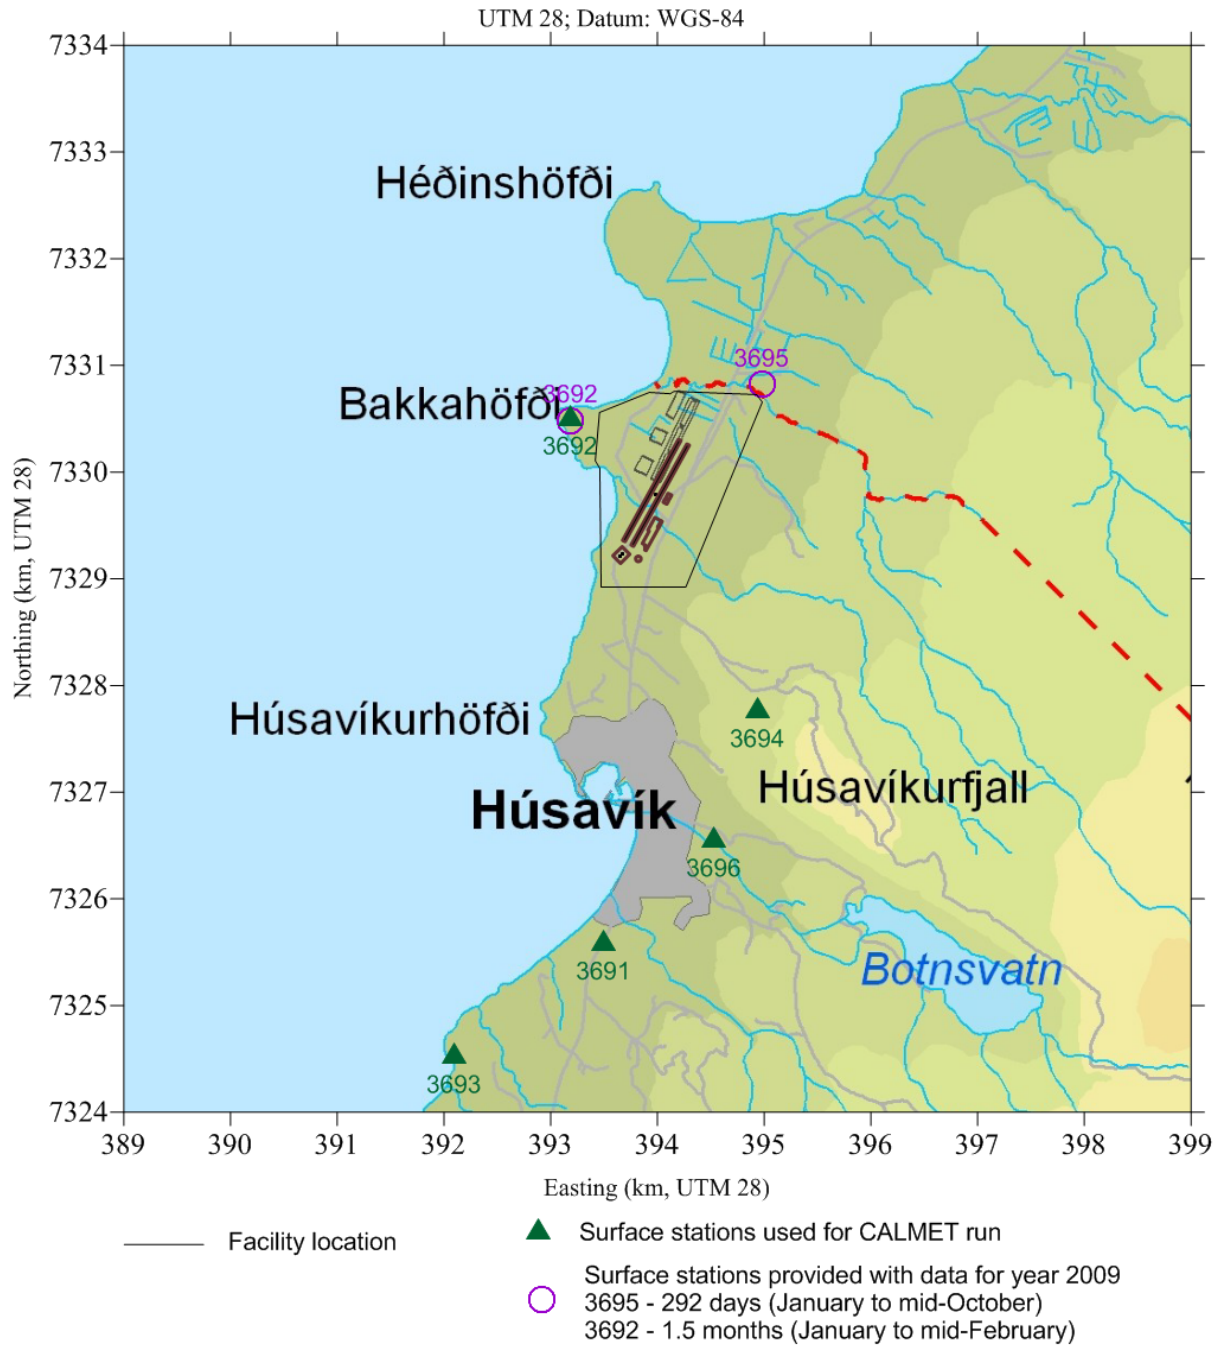 UTM 28; Datum: WGS-84
7334
7333
Héðinshöfði
7332
7331
3695
3692
Bakkahöfði
3692
7330
Northing (km, UTM 28)
7329
7328
Húsavíkurhöfði
3694
7327
Húsavíkurfjall
Húsavík
3696
7326
3691
Botnsvatn
7325
3693
7324
389 390 391 392 393 394 395 396 397 398 399
Easting (km, UTM 28)
Facility location
Surface stations used for CALMET run
Surface stations provided with data for year 2009
3695 - 292 days (January to mid-October)
3692 - 1.5 months (January to mid-February)